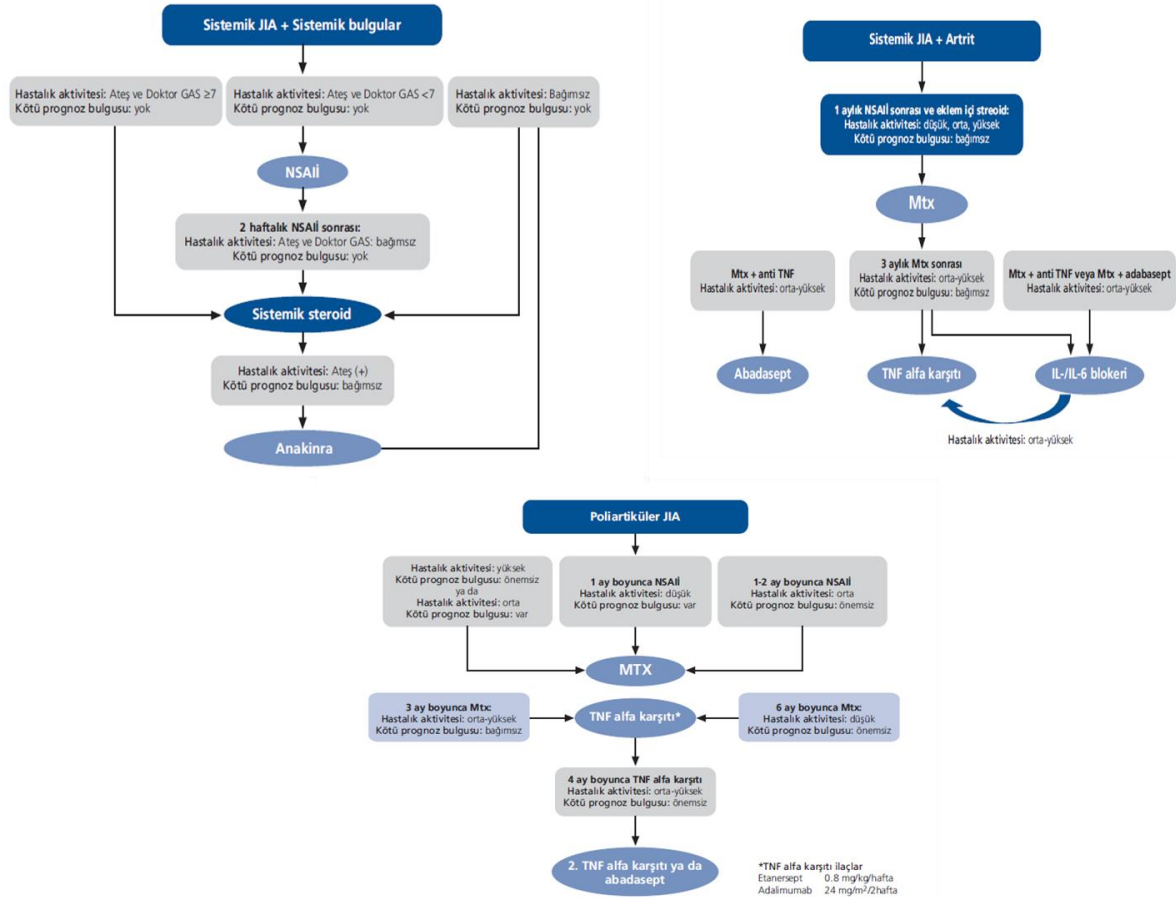 Sistemik JIA + Sistemik bulgular
Hastalık aktivitesi: Ateş ve Doktor GAS ≥7
Kötü prognoz bulgusu: yok
Hastalık aktivitesi: Ateş ve Doktor GAS <7
Kötü prognoz bulgusu: yok
Hastalık aktivitesi: Bağımsız
Kötü prognoz bulgusu: yok
NSAİİ
2 haftalık NSAİİ sonrası:
Hastalık aktivitesi: Ateş ve Doktor GAS: bağımsız
Kötü prognoz bulgusu: yok
Sistemik steroid
Hastalık aktivitesi: Ateş (+)
Kötü prognoz bulgusu: bağımsız
Anakinra
Sistemik JIA + Artrit
1 aylık NSAİİ sonrası ve eklem içi streoid:
Hastalık aktivitesi: düşük, orta, yüksek
Kötü prognoz bulgusu: bağımsız
Mtx
Mtx + anti TNF
Hastalık aktivitesi: orta-yüksek
3 aylık Mtx sonrası
Hastalık aktivitesi: orta-yüksek
Kötü prognoz bulgusu: bağımsız
Mtx + anti TNF veya Mtx + adabasept
Hastalık aktivitesi: orta-yüksek
Abadasept
TNF alfa karşıtı
IL-/IL-6 blokeri
Hastalık aktivitesi: orta-yüksek
Poliartiküler JIA
Hastalık aktivitesi: yüksek
Kötü prognoz bulgusu: önemsiz
ya da
Hastalık aktivitesi: orta
Kötü prognoz bulgusu: var
1 ay boyunca NSAİİ
Hastalık aktivitesi: düşük
Kötü prognoz bulgusu: var
1-2 ay boyunca NSAİİ
Hastalık aktivitesi: orta
Kötü prognoz bulgusu: önemsiz
MTX
3 ay boyunca Mtx:
Hastalık aktivitesi: orta-yüksek
Kötü prognoz bulgusu: bağımsız
TNF alfa karşıtı*
6 ay boyunca Mtx:
Hastalık aktivitesi: düşük
Kötü prognoz bulgusu: önemsiz
4 ay boyunca TNF alfa karşıtı
Hastalık aktivitesi: orta-yüksek
Kötü prognoz bulgusu: önemsiz
2. TNF alfa karşıtı ya da
abadasept
*TNF alfa karşıtı ilaçlar
Etanersept 0.8 mg/kg/hafta
Adalimumab 24 mg/m²/2hafta